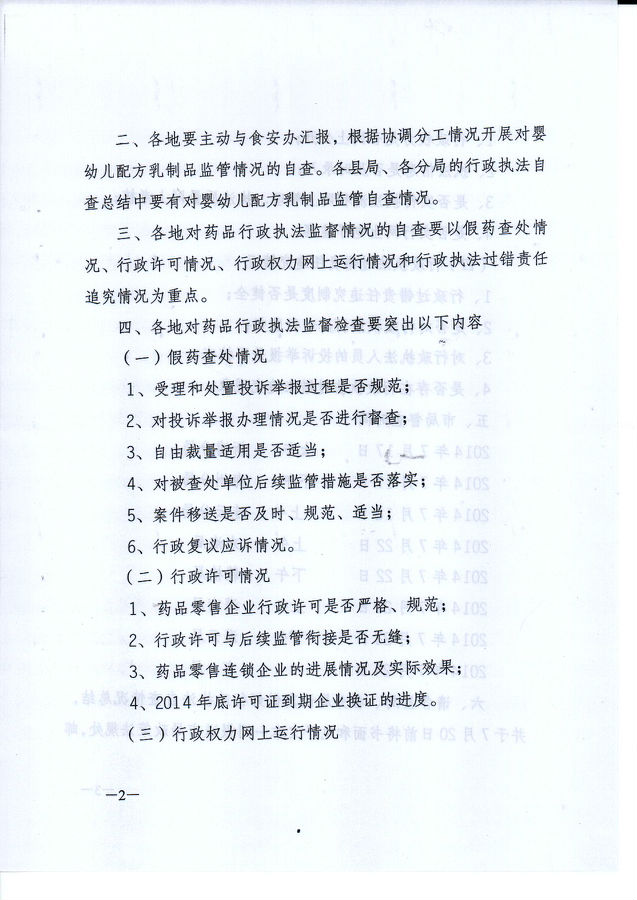 二、各地要主动与食安办汇报，根据协调分工情况开展对婴
幼儿配方乳制品监管情况的自查。各县局、各分局的行政执法自
查总结中要有对婴幼儿配方乳制品监管自查情况。
三、各地对药品行政执法监督情况的自查要以假药查处情
况、行政许可情况、行政权力网上运行情况和行政执法过错责任
追究情况为重点。
四、各地对药品行政执法监督检查要突出以下内容
（一）假药查处情况
1、受理和处置投诉举报过程是否规范；
2、对投诉举报办理情况是否进行督查；
3、自由裁量适用是否适当；
4、对被查处单位后续监管措施是否落实；
5、案件移送是否及时、规范、适当；
6、行政复议应诉情况。
（二）行政许可情况
1、药品零售企业行政许可是否严格、规范；
2、行政许可与后续监管衔接是否无缝；
3、药品零售连锁企业的进展情况及实际效果；
4、2014年底许可证到期企业换证的进度。
（三）行政权力网上运行情况
—2—